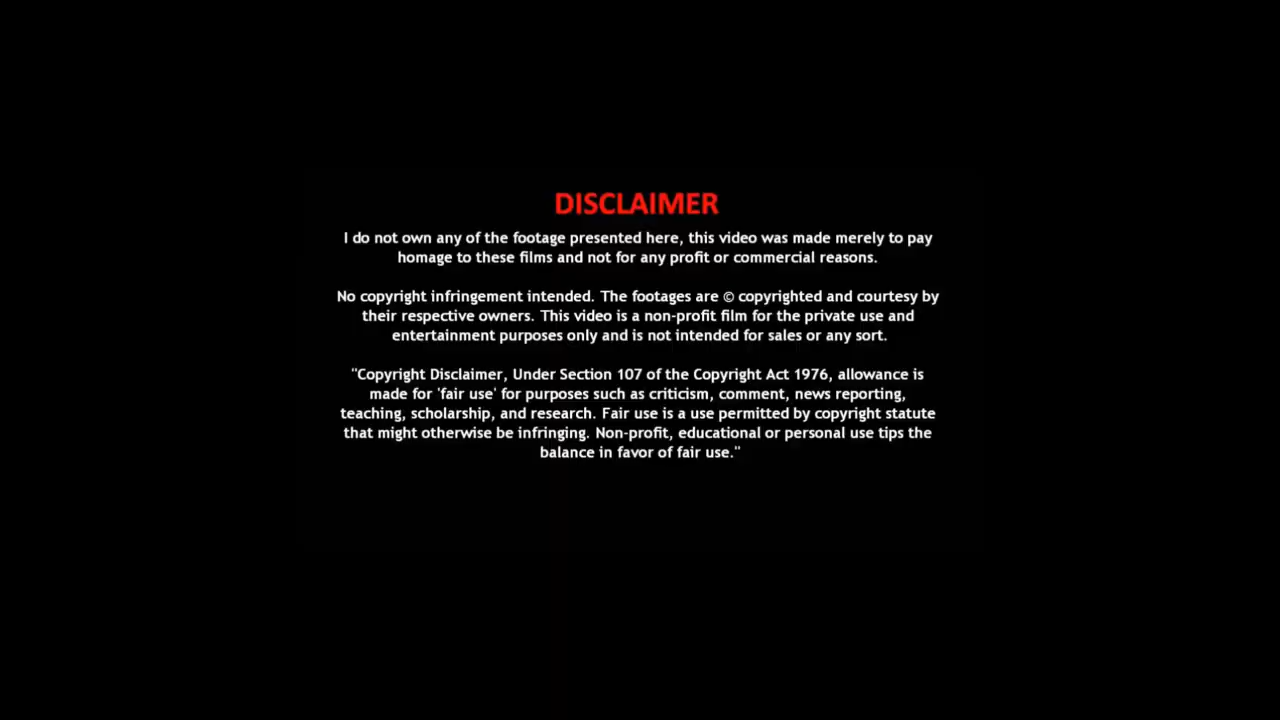 DISCLAIMER
I do not own any of the footage presented here, this video was made merely to pay
homage to these films and not for any profit or commercial reasons.
No copyright infringement intended. The footages are © copyrighted and courtesy by
their respective owners. This video is a non-profit film for the private use and
entertainment purposes only and is not intended for sales or any sort.
"Copyright Disclaimer, Under Section 107 of the Copyright Act 1976, allowance is
made for 'fair use' for purposes such as criticism, comment, news reporting,
teaching, scholarship, and research. Fair use is a use permitted by copyright statute
that might otherwise be infringing. Non-profit, educational or personal use tips the
balance in favor of fair use."